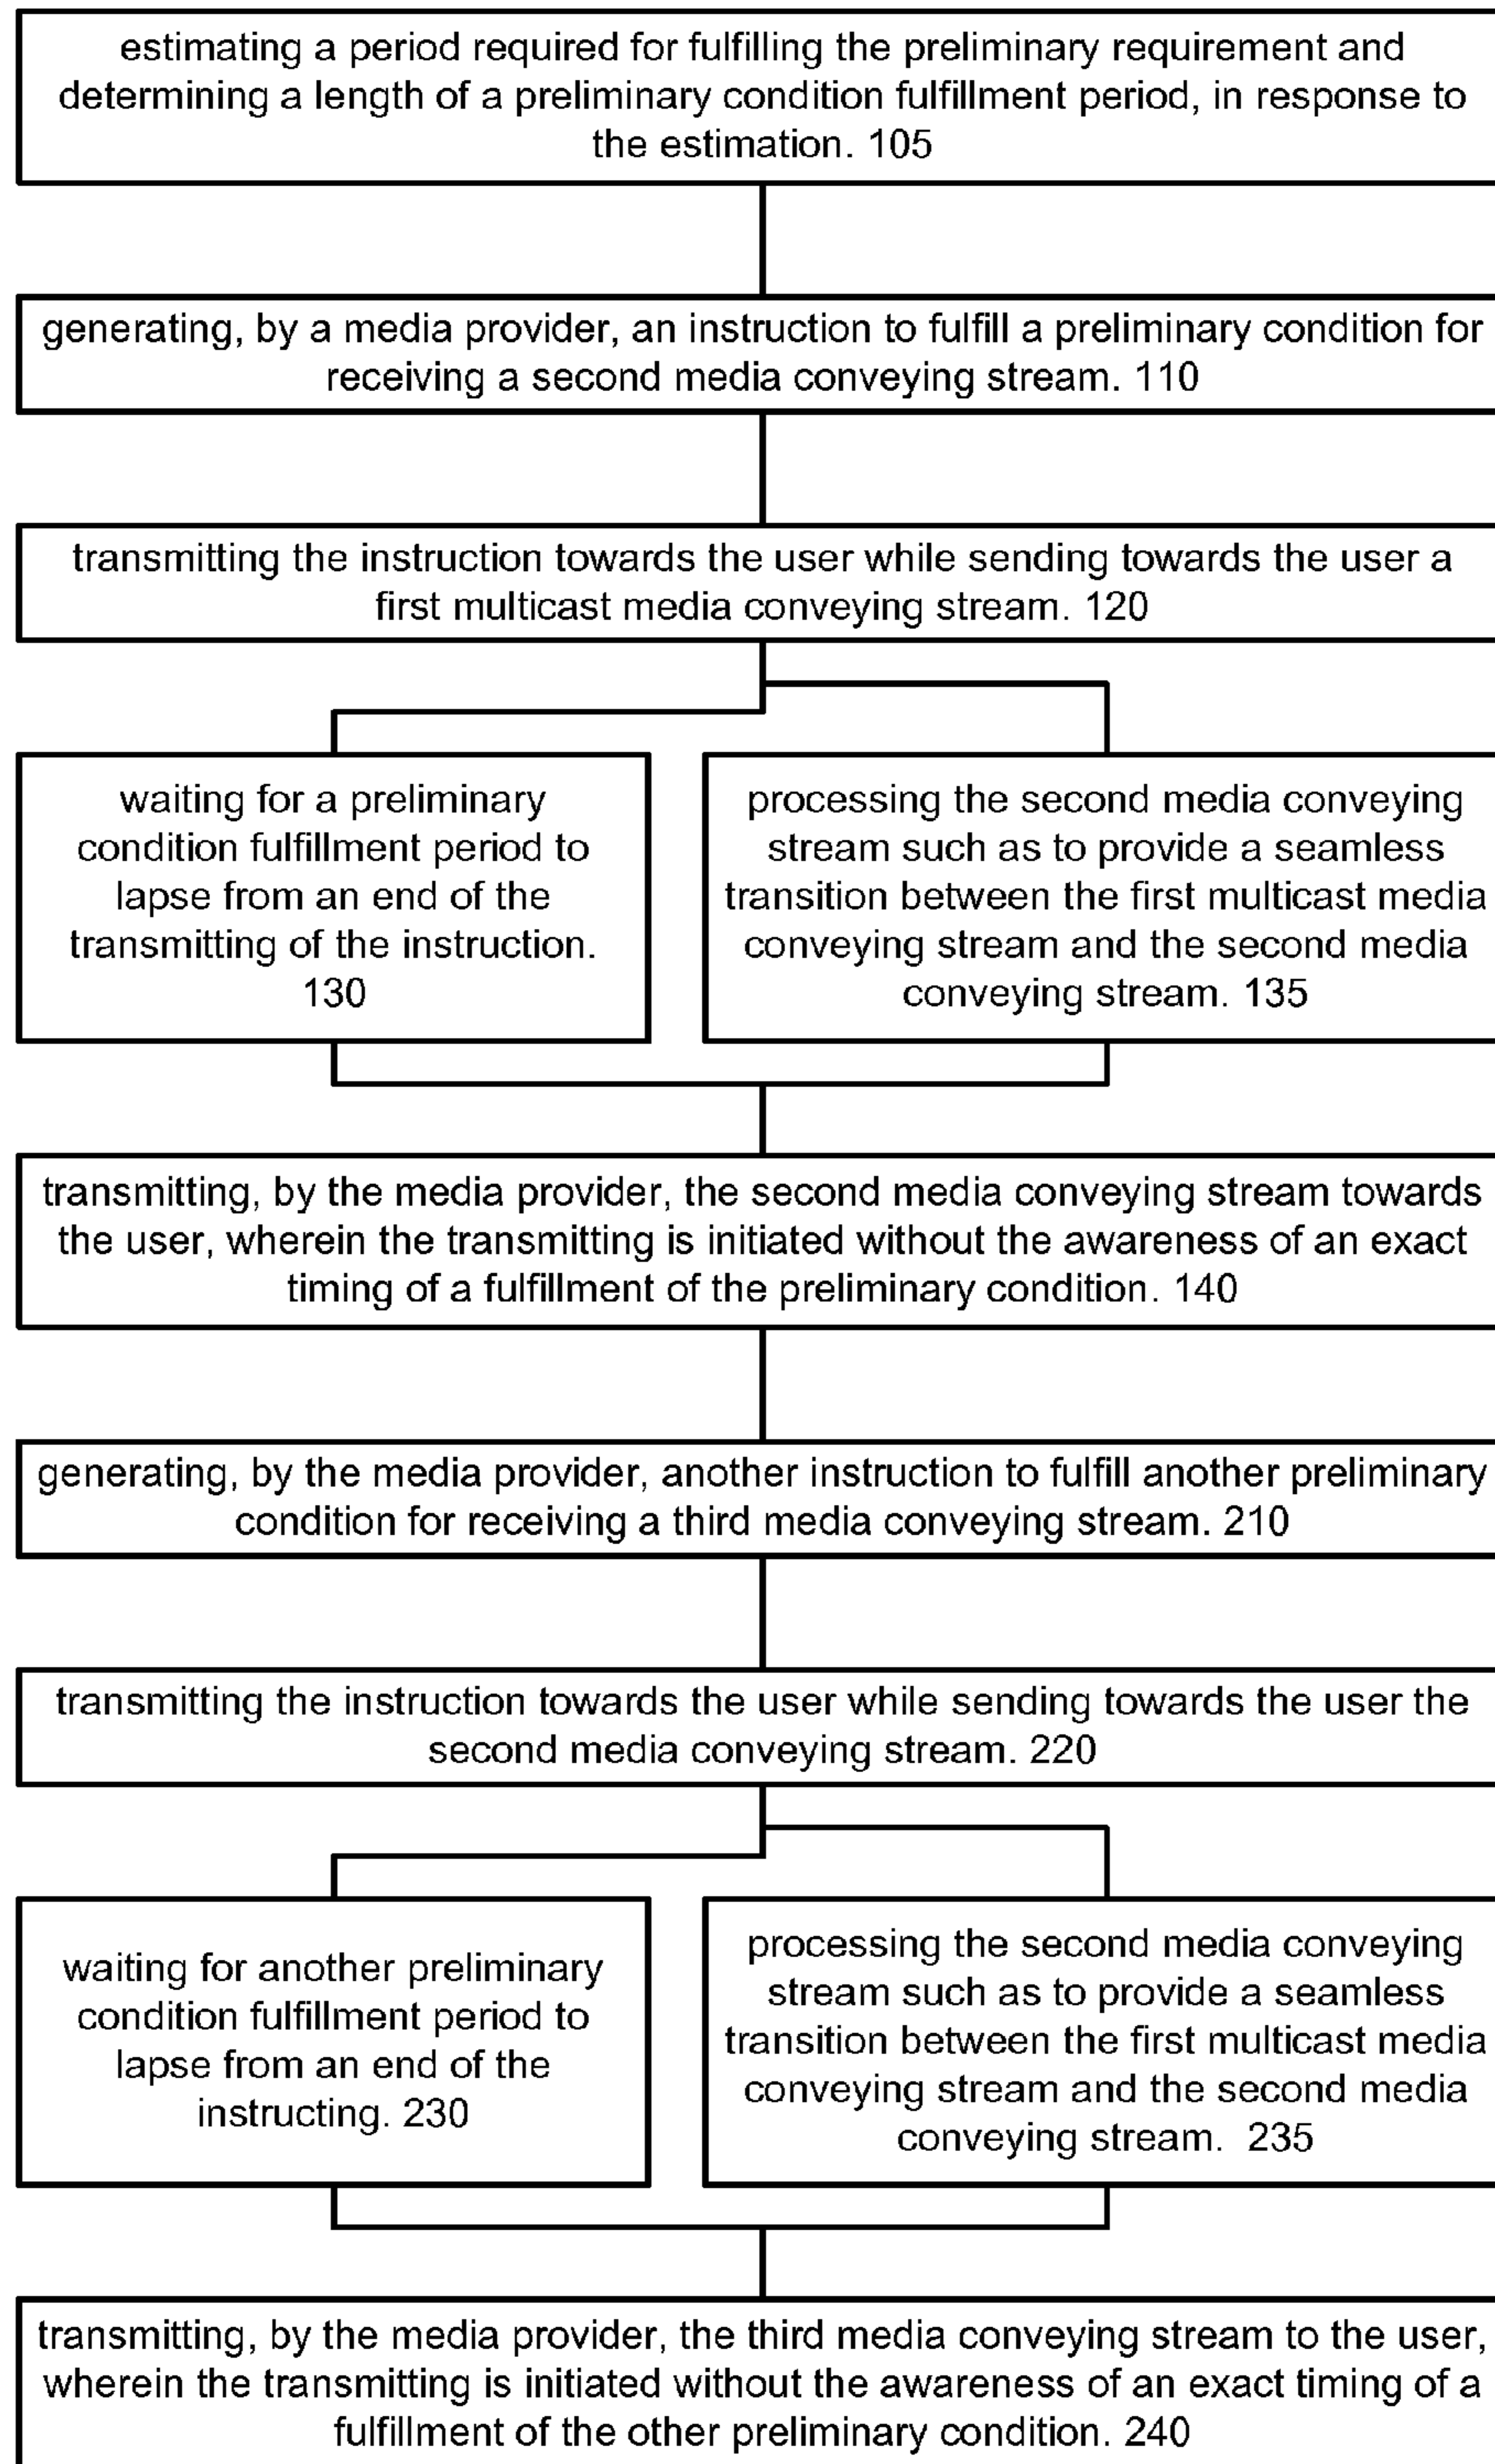 estimating a period required for fulfilling the preliminary requirement and
determining a length of a preliminary condition fulfillment period, in response to
the estimation. 105
generating, by a media provider, an instruction to fulfill a preliminary condition for
receiving a second media conveying stream. 110
transmitting the instruction towards the user while sending towards the user a
first multicast media conveying stream. 120
waiting for a preliminary
condition fulfillment period to
lapse from an end of the
transmitting of the instruction.
130
processing the second media conveying
stream such as to provide a seamless
transition between the first multicast media
conveying stream and the second media
conveying stream. 135
transmitting, by the media provider, the second media conveying stream towards
the user, wherein the transmitting is initiated without the awareness of an exact
timing of a fulfillment of the preliminary condition. 140
generating, by the media provider, another instruction to fulfill another preliminary
condition for receiving a third media conveying stream. 210
transmitting the instruction towards the user while sending towards the user the
second media conveying stream. 220
waiting for another preliminary
condition fulfillment period to
lapse from an end of the
instructing. 230
processing the second media conveying
stream such as to provide a seamless
transition between the first multicast media
conveying stream and the second media
conveying stream. 235
transmitting, by the media provider, the third media conveying stream to the user,
wherein the transmitting is initiated without the awareness of an exact timing of a
fulfillment of the other preliminary condition. 240